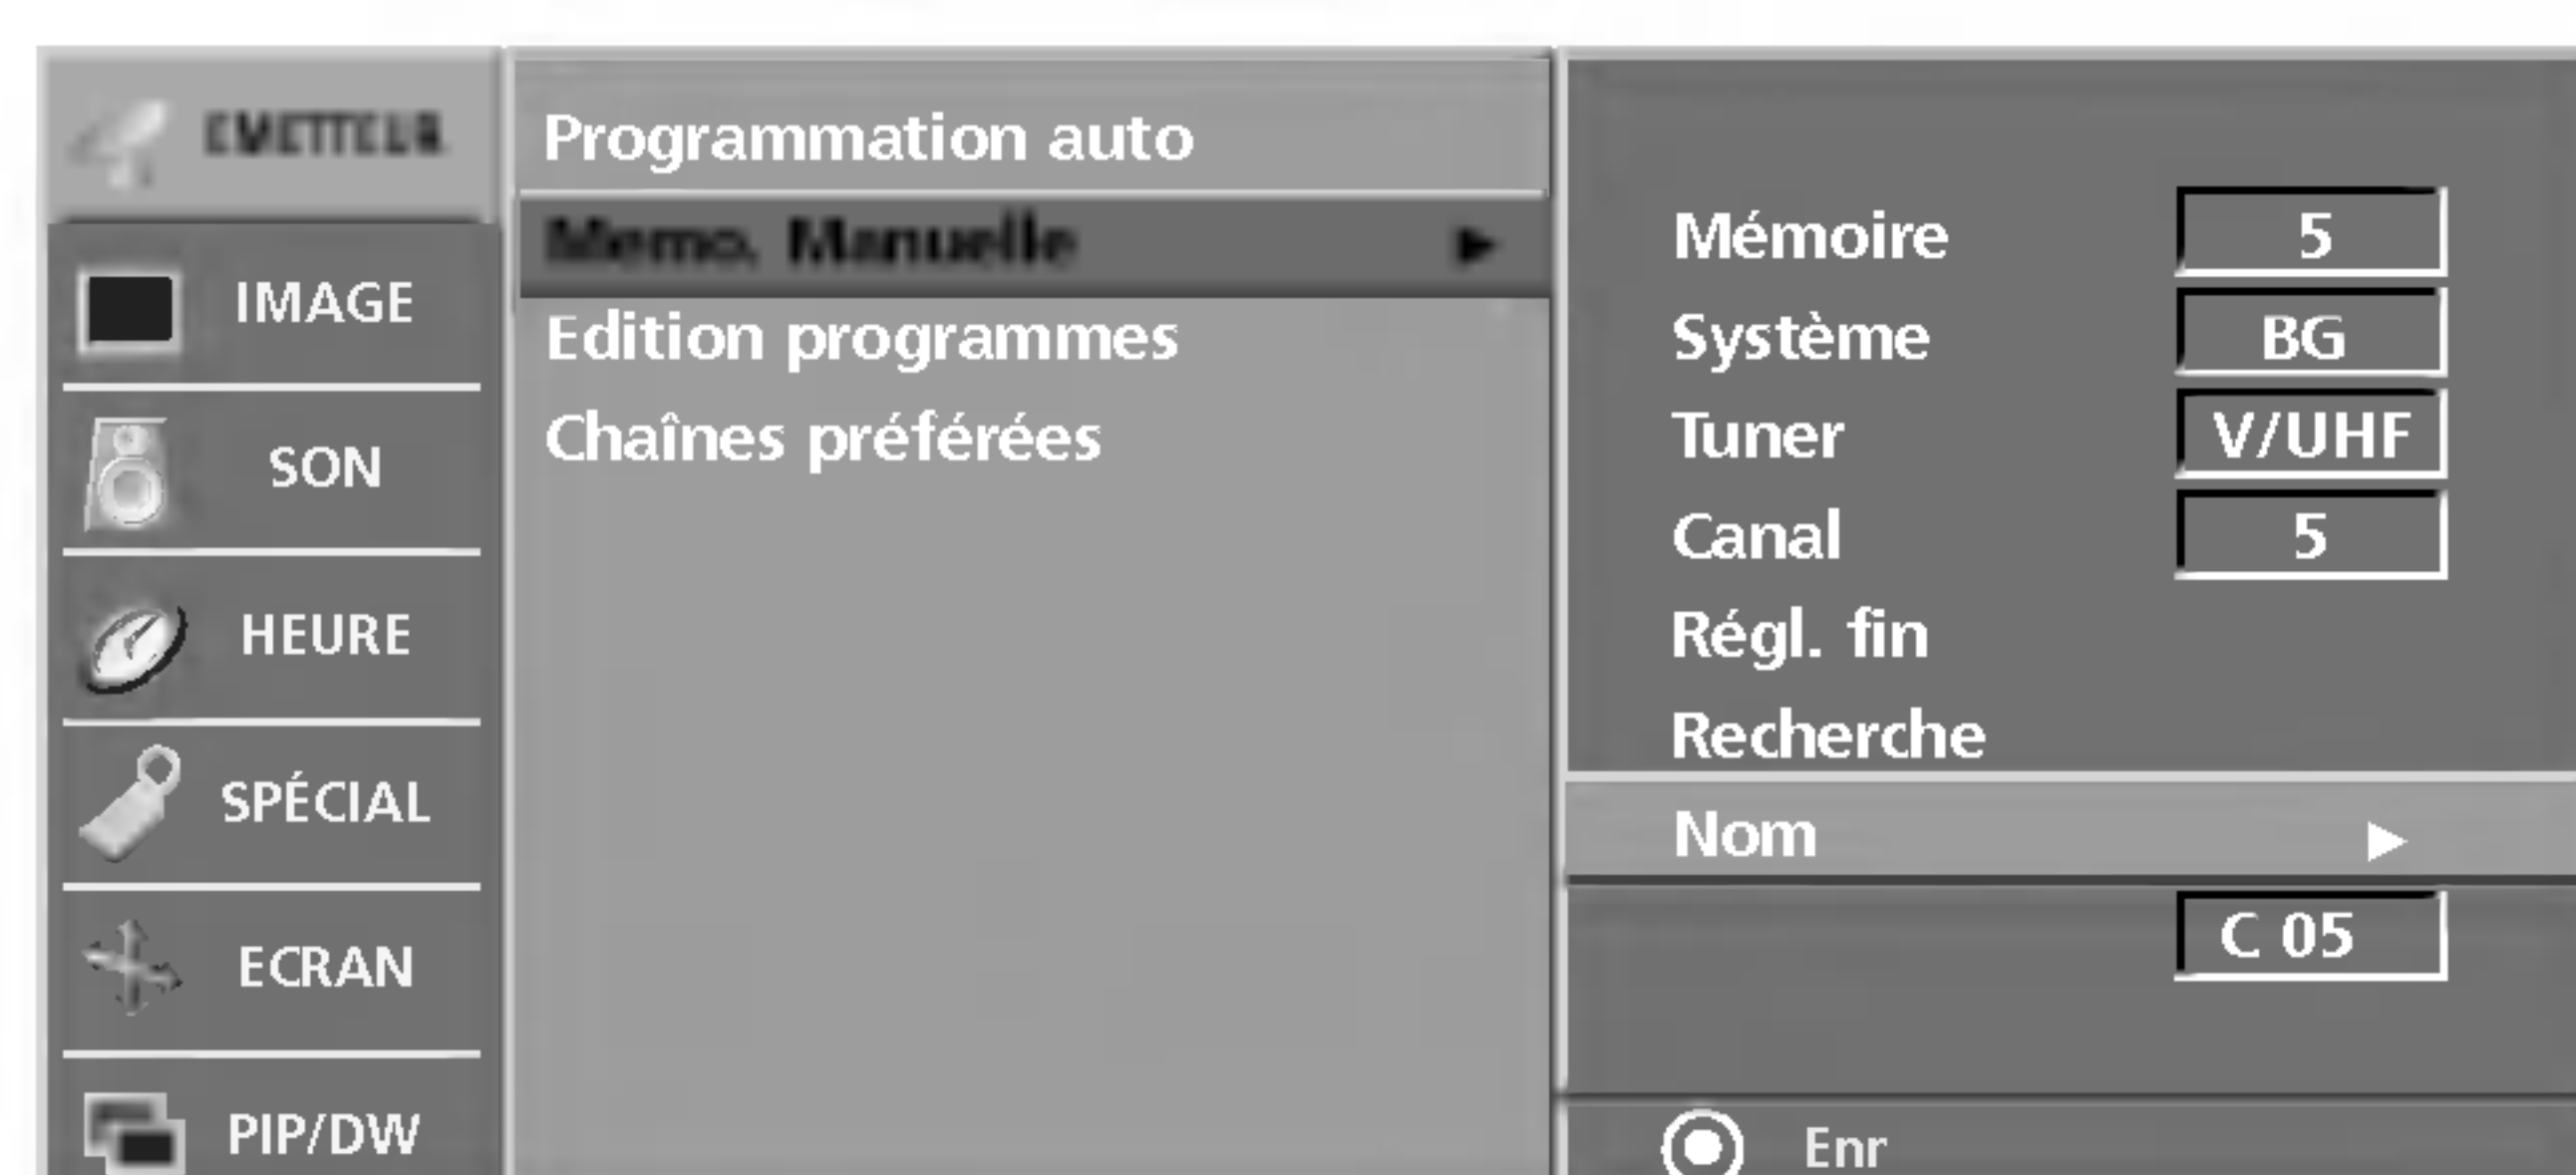 EMETTEUR
IMAGE
SON
HEURE
SPÉCIAL
ECRAN
PIP/DW
Programmation auto
Memo. Manuelle
Edition programmes
Chaînes préférées
Mémoire 5
Système BG
Tuner V/UHF
Canal 5
Régl. fin
Recherche
Nom
C 05
Enr